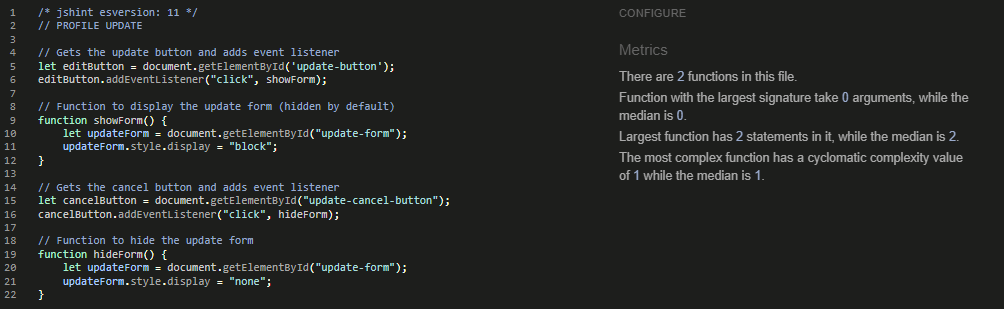 1 /* jshint esversion: 11 */
2 // PROFILE UPDATE
3
4 // Gets the update button and adds event listener
5 let editButton = document.getElementById('update-button');
6 editButton.addEventListener("click", showForm);
7
8 // Function to display the update form (hidden by default)
9 function showForm() {
10     let updateForm = document.getElementById("update-form");
11     updateForm.style.display = "block";
12 }
13
14 // Gets the cancel button and adds event listener
15 let cancelButton = document.getElementById("update-cancel-button");
16 cancelButton.addEventListener("click", hideForm);
17
18 // Function to hide the update form
19 function hideForm() {
20     let updateForm = document.getElementById("update-form");
21     updateForm.style.display = "none";
22 }
CONFIGURE
Metrics
There are 2 functions in this file.
Function with the largest signature take 0 arguments, while the
median is 0.
Largest function has 2 statements in it, while the median is 2.
The most complex function has a cyclomatic complexity value
of 1 while the median is 1.